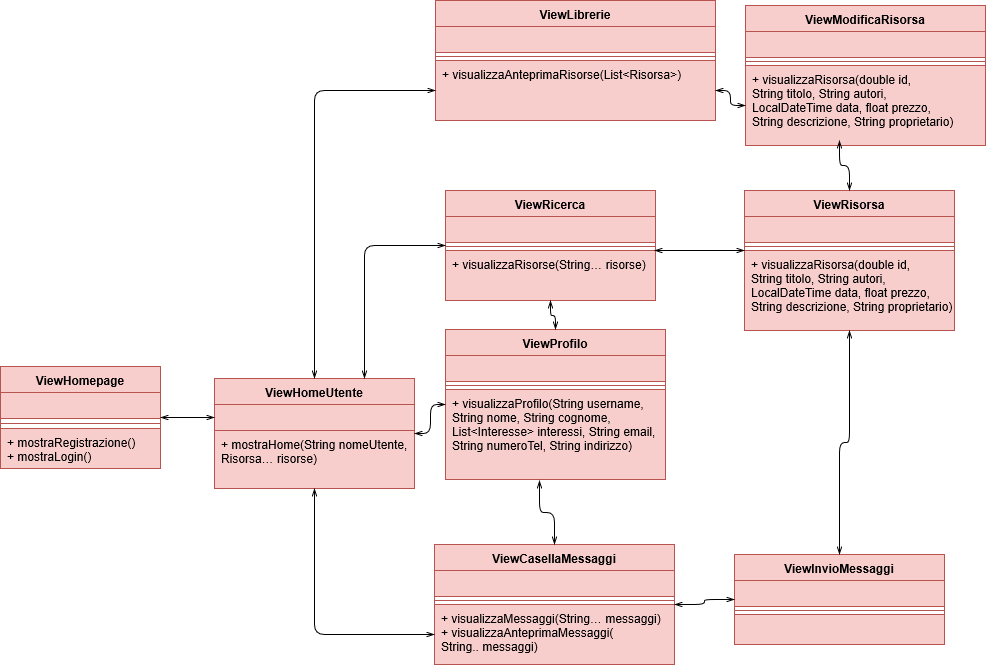 ViewLibrerie
+ visualizzaAnteprimaRisorse(List<Risorsa>)
ViewModificaRisorsa
+ visualizzaRisorsa(double id,
String titolo, String autori,
LocalDateTime data, float prezzo,
String descrizione, String proprietario)
ViewRicerca
+ visualizzaRisorse(String... risorse)
ViewRisorsa
+ visualizzaRisorsa(double id,
String titolo, String autori,
LocalDateTime data, float prezzo,
String descrizione, String proprietario)
ViewProfilo
+ visualizzaProfilo(String username,
String nome, String cognome,
List<Interesse> interessi, String email,
String numeroTel, String indirizzo)
ViewHomepage
+ mostraRegistrazione()
+ mostraLogin()
ViewHomeUtente
+ mostraHome(String nomeUtente,
Risorsa... risorse)
ViewCasellaMessaggi
+ visualizzaMessaggi(String... messaggi)
+ visualizzaAnteprimaMessaggi(
String.. messaggi)
ViewInvioMessaggi